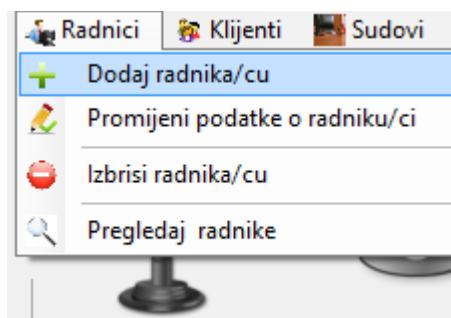 Radnici Klijenti Sudovi
Dodaj radnika/cu
Promijeni podatke o radniku/ci
Izbrisi radnika/cu
Pregledaj radnike